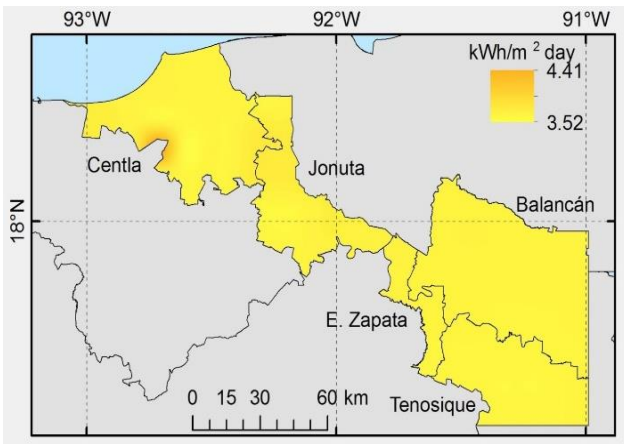 93°W 92°W 91°W
kWh/m ² day
4.41
3.52
Centla
Jonuta
Balancán
18°N
E. Zapata
Tenosique
0 15 30 60 km